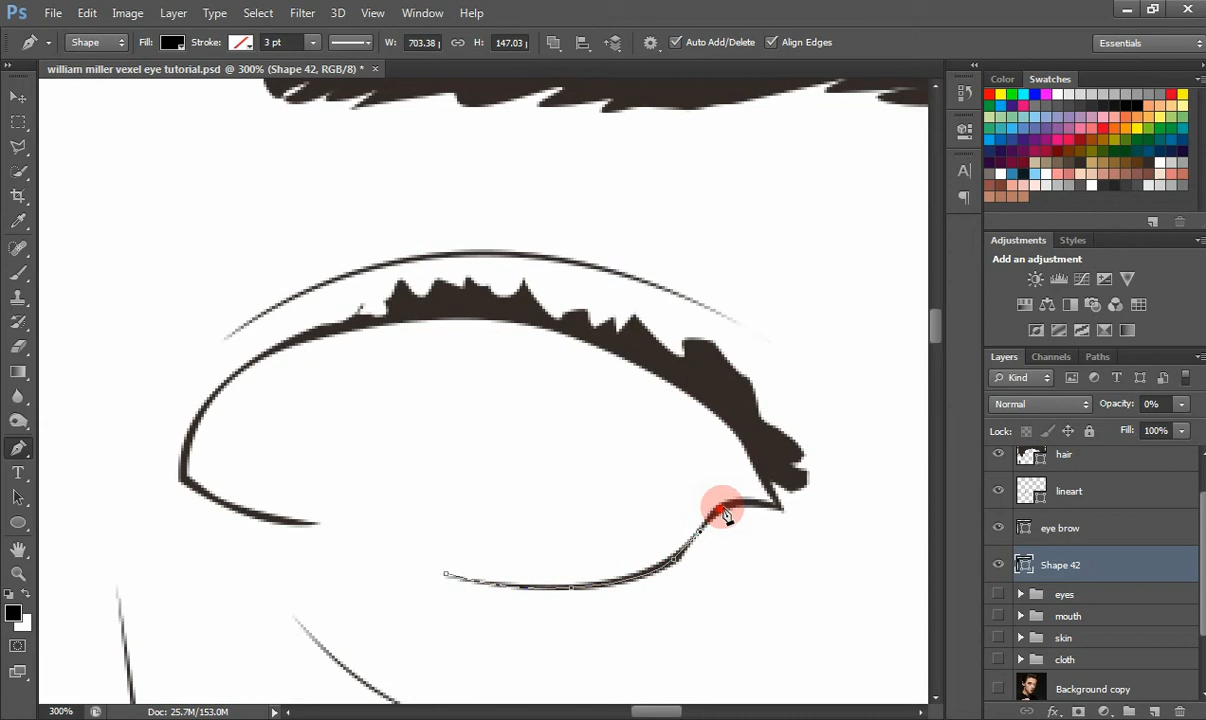 Ps File Edit Image Layer Type Select Filter 3D View Window Help
Shape Fill: Stroke: 3 pt W: 703.38 H: 147.03 Auto Add/Delete Align Edges Essentials
william miller vexel eye tutorial.psd @ 300% (Shape 42, RGB/8) * ×
Color Swatches
Adjustments Styles
Add an adjustment
Layers Channels Paths
Kind
Normal Opacity: 0%
Lock: Fill: 100%
hair
lineart
eye brow
Shape 42
eyes
mouth
skin
cloth
Background copy
300% Doc: 25.7M/153.0M